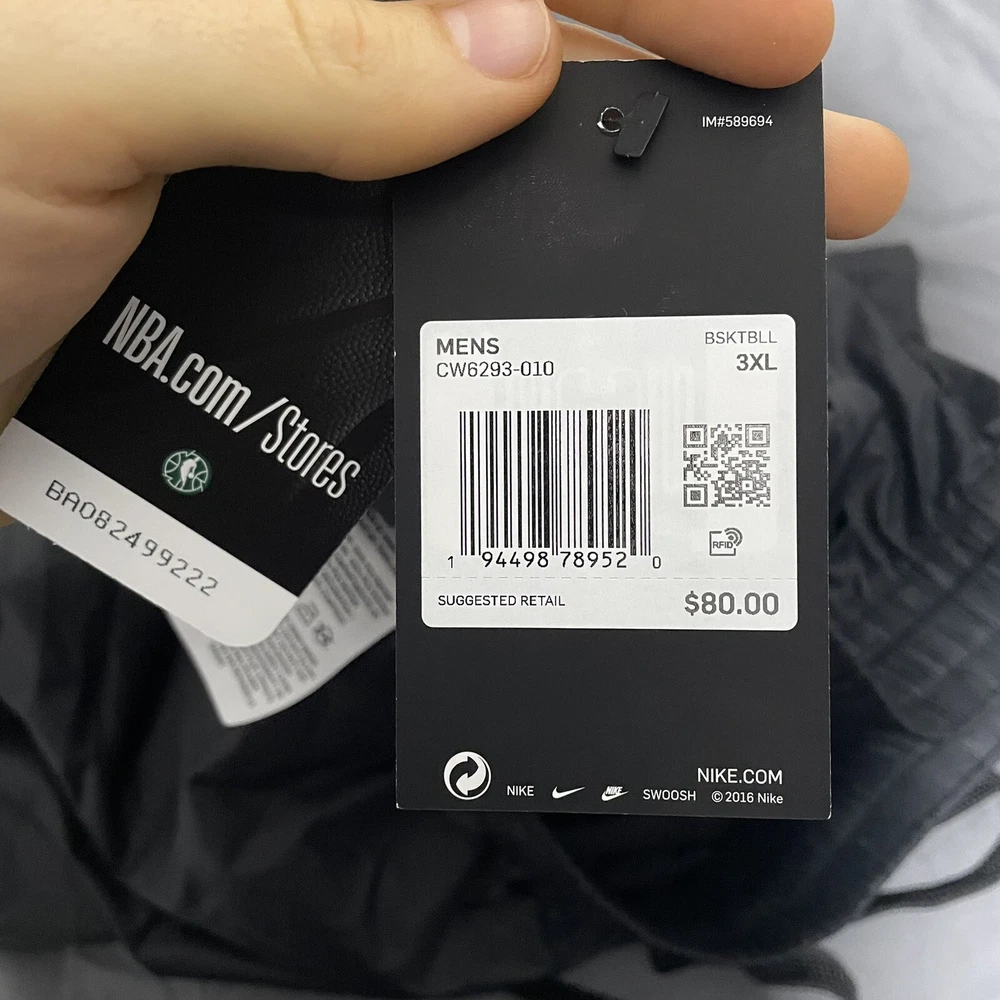 IM#589694
NBA.com/Stores
BA082499222
MENS
BSKTBLL
CW6293-010
3XL
1 94498 78952 0
RFID
SUGGESTED RETAIL
$80.00
NIKE.COM
NIKE
NIKE
SWOOSH
© 2016 Nike